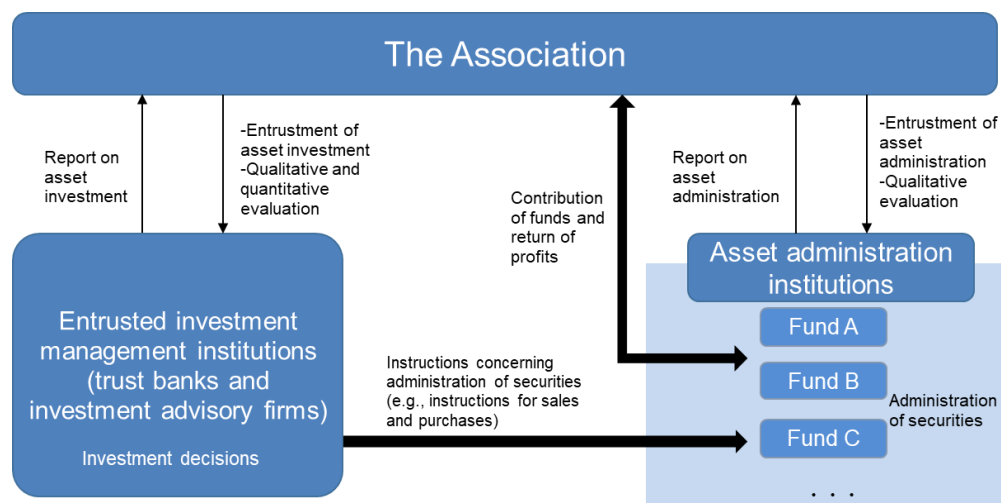 The Association
Report on
asset
investment
-Entrustment of
asset investment
-Qualitative and
quantitative
evaluation
Contribution
of funds and
return of
profits
Report on
asset
administration
-Entrustment of
asset
administration
-Qualitative
evaluation
Entrusted investment
management institutions
(trust banks and
investment advisory firms)
Investment decisions
Instructions concerning
administration of securities
(e.g., instructions for sales
and purchases)
Asset administration
institutions
Fund A
Fund B
Fund C
Administration
of securities
. . .